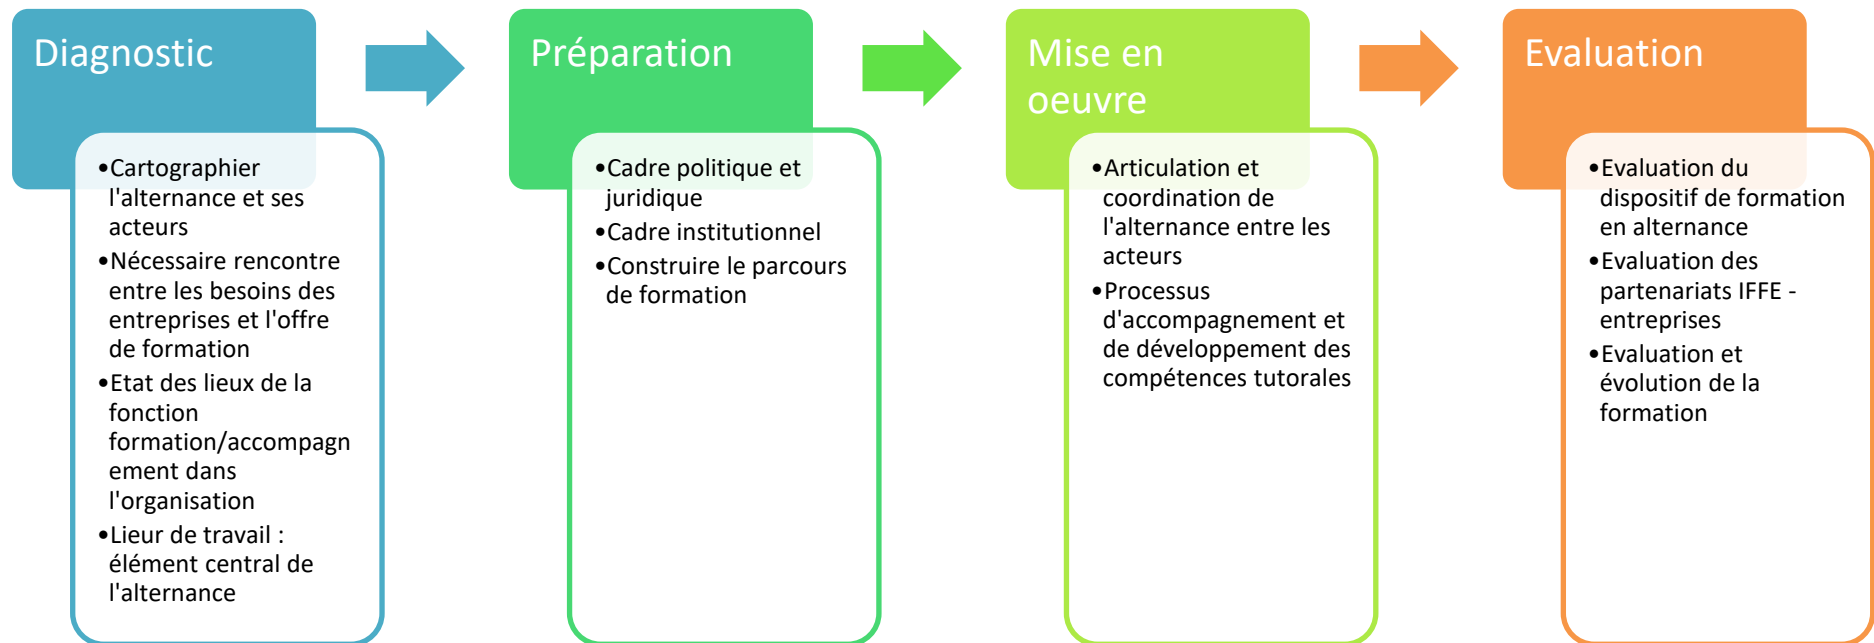 Diagnostic
•Cartographier
l'alternance et ses
acteurs
•Nécessaire rencontre
entre les besoins des
entreprises et l'offre
de formation
•Etat des lieux de la
fonction
formation/accompagn
ement dans
l'organisation
•Lieur de travail :
élément central de
l'alternance
Préparation
•Cadre politique et
juridique
•Cadre institutionnel
•Construire le parcours
de formation
Mise en
oeuvre
•Articulation et
coordination de
l'alternance entre les
acteurs
•Processus
d'accompagnement et
de développement des
compétences tutorales
Evaluation
•Evaluation du
dispositif de formation
en alternance
•Evaluation des
partenariats IFFE -
entreprises
•Evaluation et
évolution de la
formation